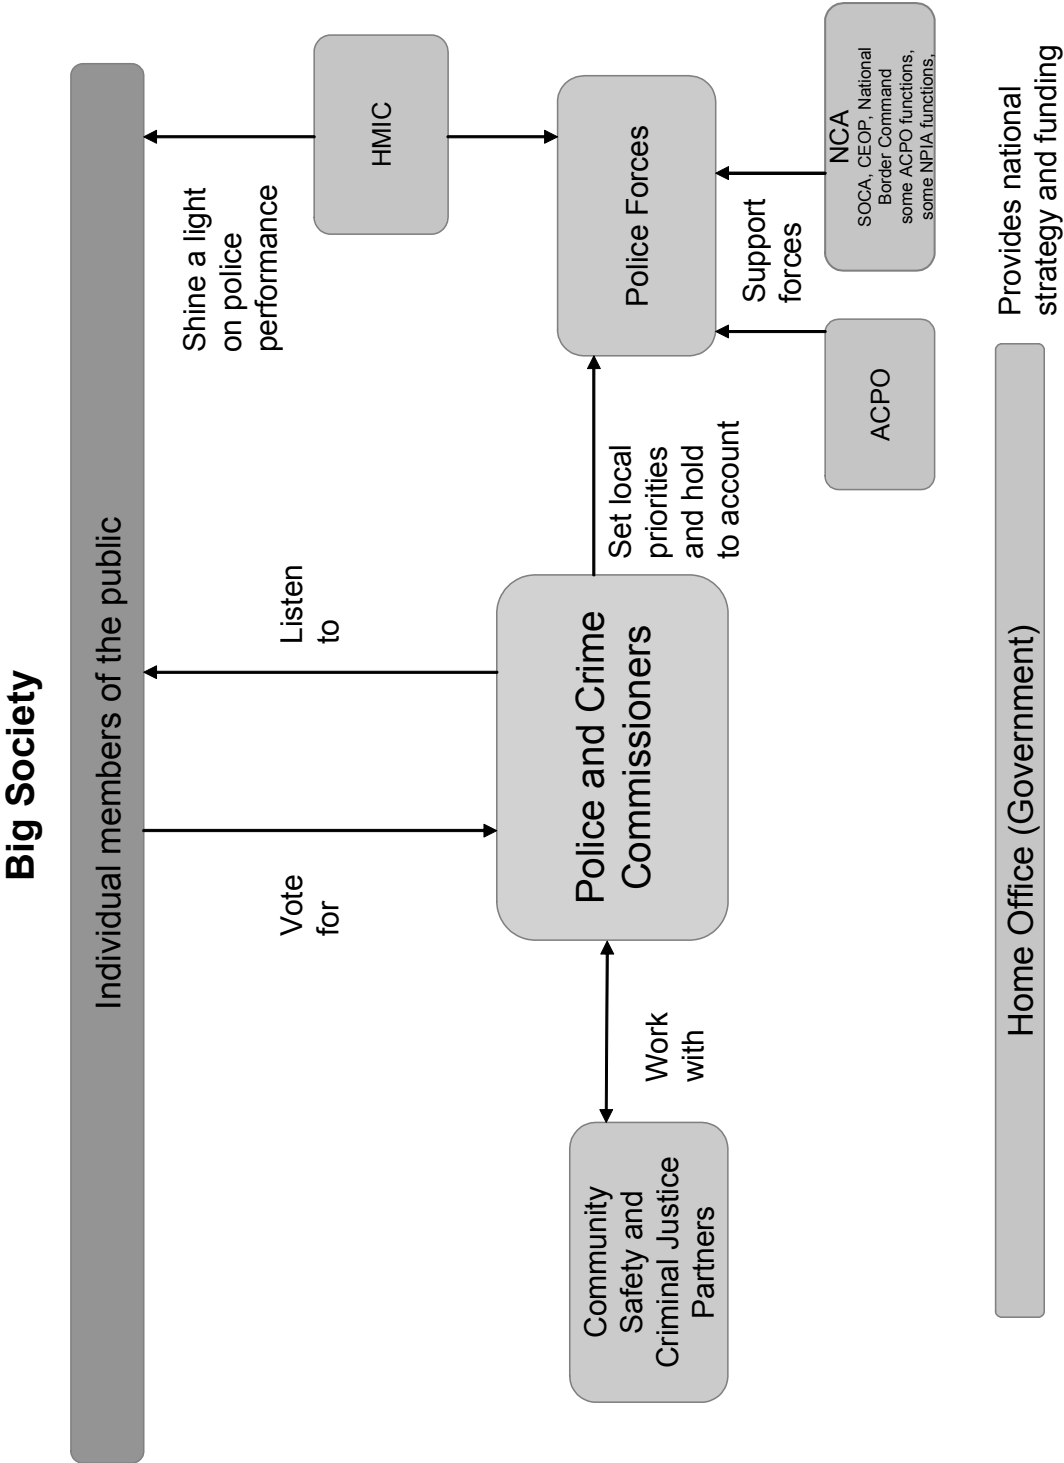 Big Society
Individual members of the public
Vote
for
Listen
to
Shine a light
on police
performance
HMIC
Community
Safety and
Criminal Justice
Partners
Work
with
Police and Crime
Commissioners
Set local
priorities
and hold
to account
Police Forces
Support
forces
ACPO
NCA
SOCA, CEOP, National
Border Command
some ACPO functions,
some NPIA functions,
Home Office (Government)
Provides national
strategy and funding